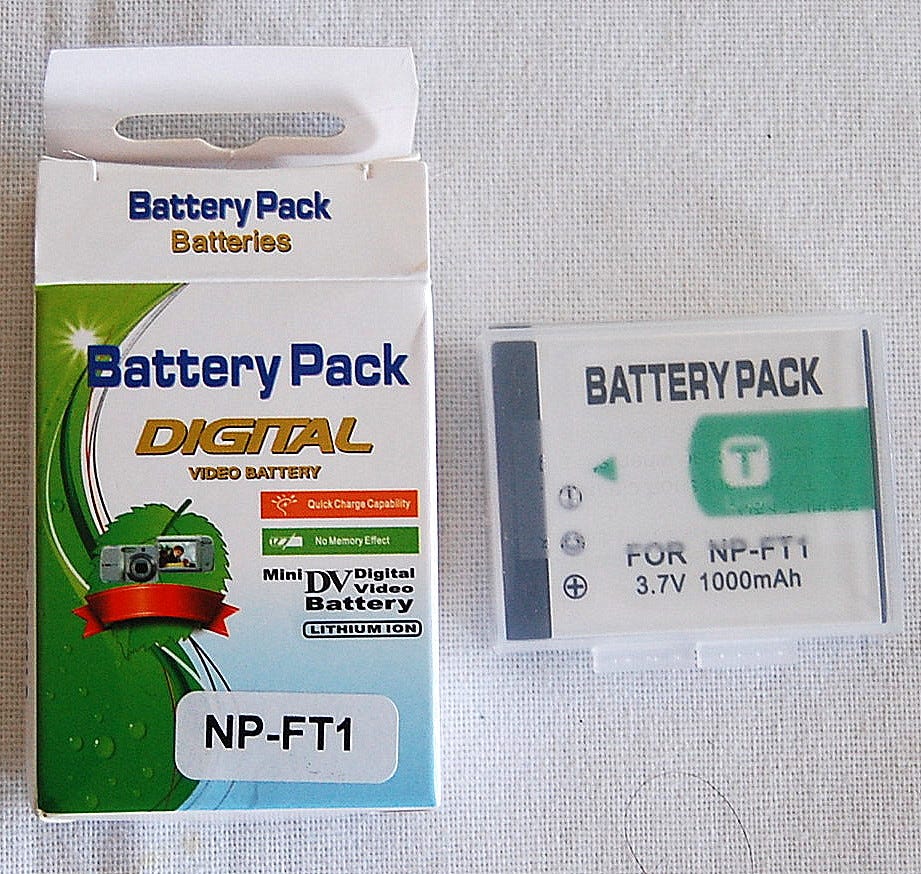 Battery Pack
Batteries
Battery Pack
DIGITAL
VIDEO BATTERY
Quick Charge Capability
No Memory Effect
Mini DV Digital
Video
Battery
LITHIUM ION
NP-FT1
BATTERY PACK
T
FOR NP-FT1
3.7V 1000mAh